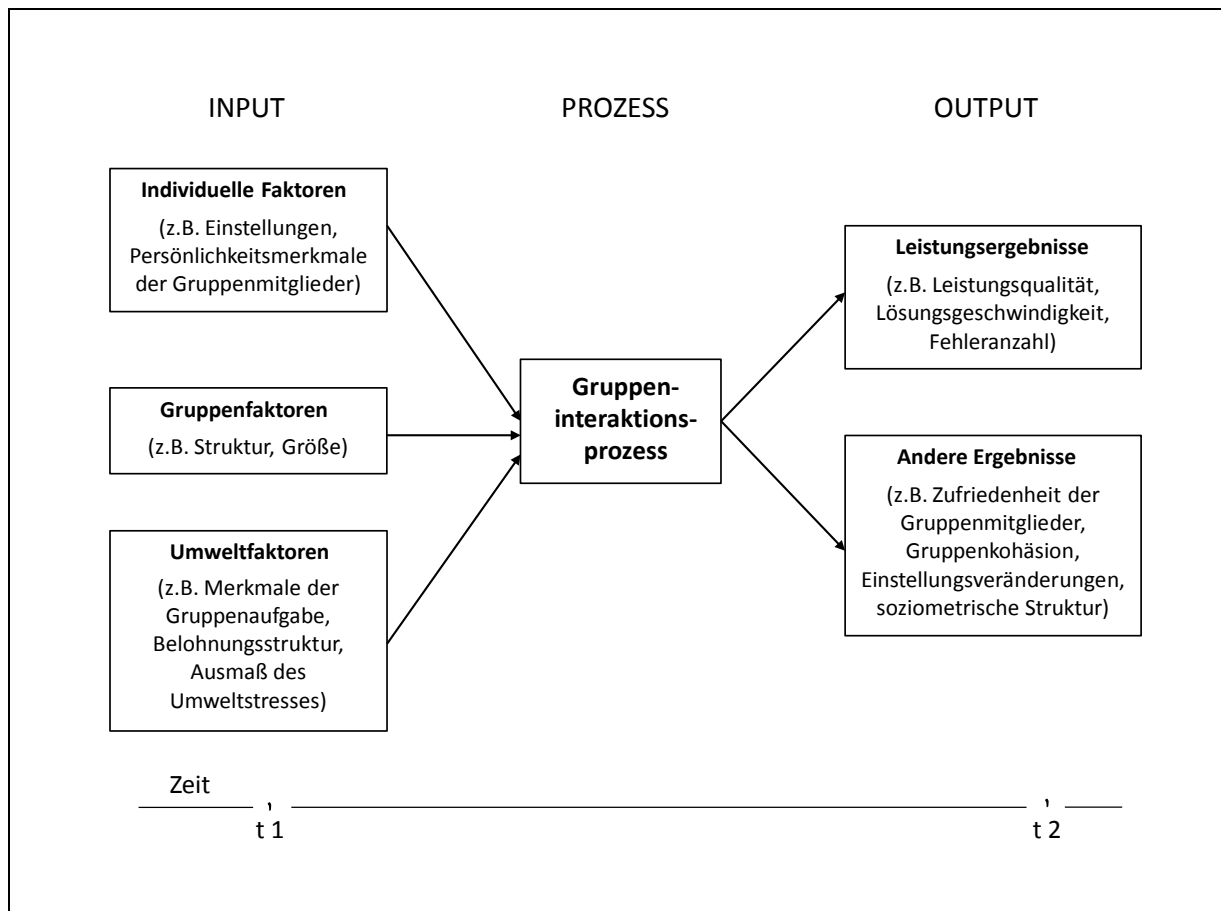 INPUT
PROZESS
OUTPUT
Individuelle Faktoren
(z.B. Einstellungen,
Persönlichkeitsmerkmale
der Gruppenmitglieder)
Gruppenfaktoren
(z.B. Struktur, Größe)
Umweltfaktoren
(z.B. Merkmale der
Gruppenaufgabe,
Belohnungsstruktur,
Ausmaß des
Umweltstresses)
Gruppen-
interaktions-
prozess
Leistungsergebnisse
(z.B. Leistungsqualität,
Lösungsgeschwindigkeit,
Fehleranzahl)
Andere Ergebnisse
(z.B. Zufriedenheit der
Gruppenmitglieder,
Gruppenkohäsion,
Einstellungsveränderungen,
soziometrische Struktur)
Zeit
t 1
t 2